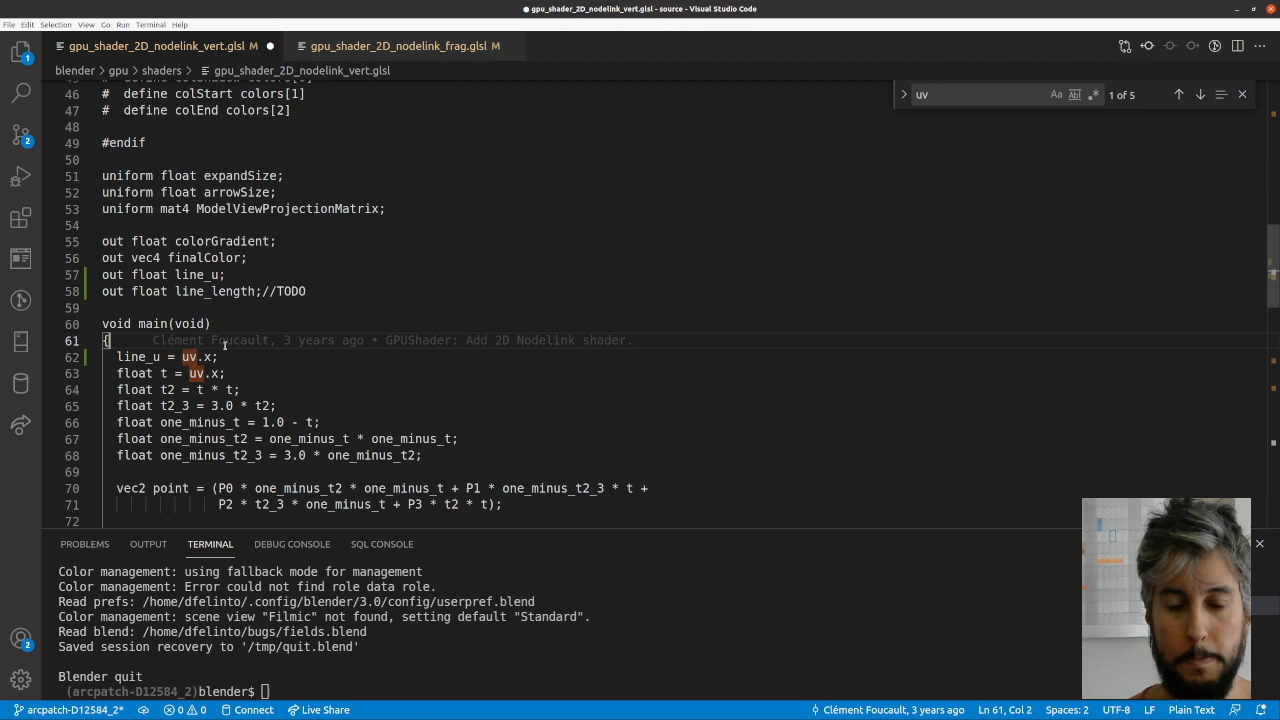 ● gpu_shader_2D_nodelink_vert.glsl - source - Visual Studio Code
File Edit Selection View Go Run Terminal Help
gpu_shader_2D_nodelink_vert.glsl M ●
gpu_shader_2D_nodelink_frag.glsl M
blender > gpu > shaders > gpu_shader_2D_nodelink_vert.glsl
uv
Aa Ab 1 of 5
46 # define colStart colors[1]
47 # define colEnd colors[2]
48
49 #endif
50
51 uniform float expandSize;
52 uniform float arrowSize;
53 uniform mat4 ModelViewProjectionMatrix;
54
55 out float colorGradient;
56 out vec4 finalColor;
57 out float line_u;
58 out float line_length;//TODO
59
60 void main(void)
61 { Clément Foucault, 3 years ago • GPUShader: Add 2D Nodelink shader.
62 line_u = uv.x;
63 float t = uv.x;
64 float t2 = t * t;
65 float t2_3 = 3.0 * t2;
66 float one_minus_t = 1.0 - t;
67 float one_minus_t2 = one_minus_t * one_minus_t;
68 float one_minus_t2_3 = 3.0 * one_minus_t2;
69
70 vec2 point = (P0 * one_minus_t2 * one_minus_t + P1 * one_minus_t2_3 * t +
71 P2 * t2_3 * one_minus_t + P3 * t2 * t);
72
PROBLEMS OUTPUT TERMINAL DEBUG CONSOLE SQL CONSOLE
Color management: using fallback mode for management
Color management: Error could not find role data role.
Read prefs: /home/dfelinto/.config/blender/3.0/config/userpref.blend
Color management: scene view "Filmic" not found, setting default "Standard".
Read blend: /home/dfelinto/bugs/fields.blend
Saved session recovery to '/tmp/quit.blend'
Blender quit
(arcpatch-D12584_2)blender$
arcpatch-D12584_2* 0 0 Connect Live Share Clément Foucault, 3 years ago Ln 61, Col 2 Spaces: 2 UTF-8 LF Plain Text